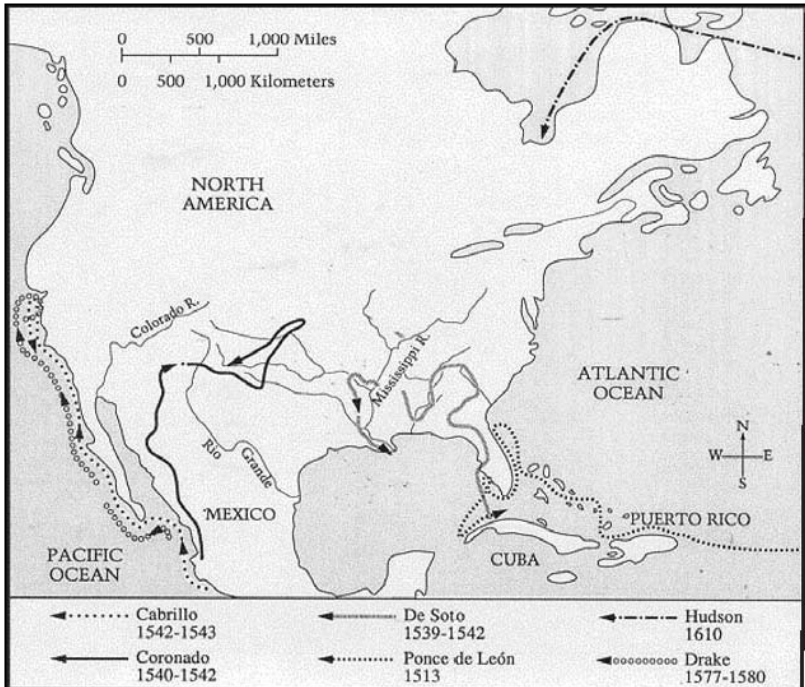 0 500 1,000 Miles
0 500 1,000 Kilometers
NORTH
AMERICA
Colorado R.
Mississippi R.
ATLANTIC
OCEAN
N
W E
S
Rio Grande
MEXICO
PUERTO RICO
CUBA
PACIFIC
OCEAN
Cabrillo
1542-1543
De Soto
1539-1542
Hudson
1610
Coronado
1540-1542
Ponce de León
1513
Drake
1577-1580